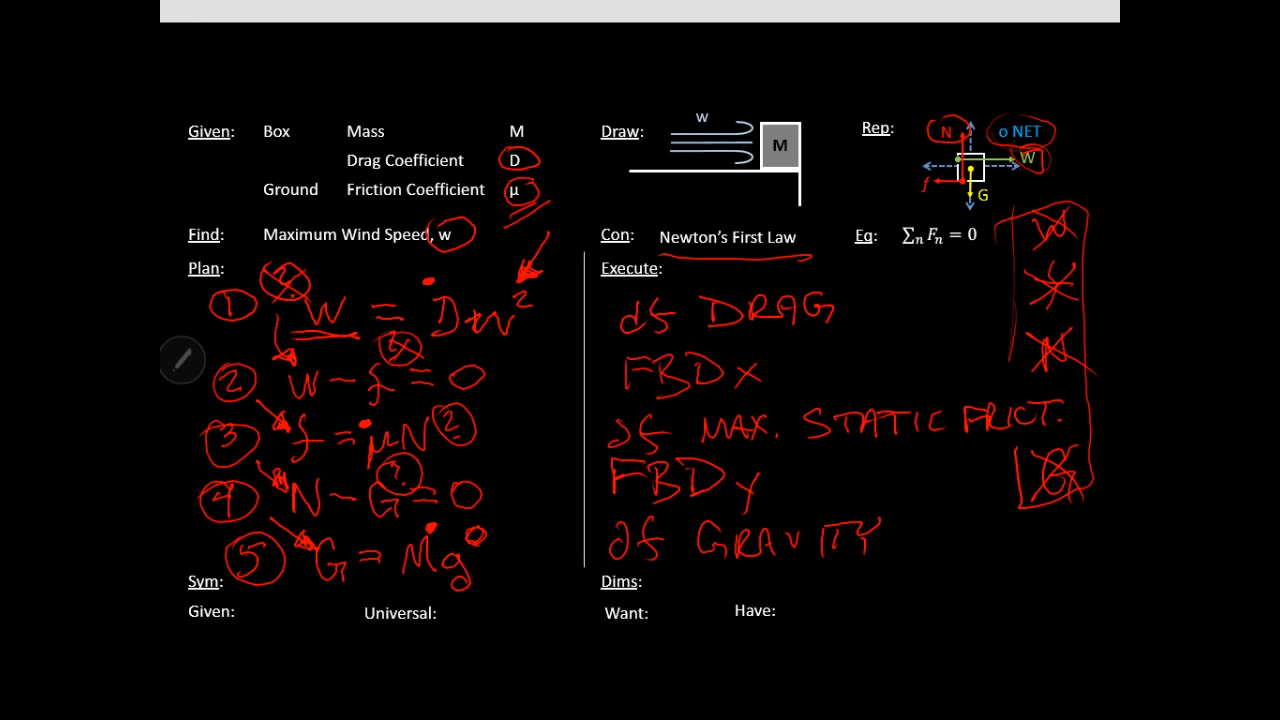 Given: Box Mass M
Drag Coefficient D
Ground Friction Coefficient μ
Find: Maximum Wind Speed, w
Draw: w
M
Rep: N o NET
W
f
G
Con: Newton's First Law
Eq: ∑ₙ Fₙ = 0
Plan:
?
① W = D*w²
fx
② W - f = 0
③ f = μN ?
?
④ N - G = 0
⑤ G = Mg
Execute:
df DRAG
FBD x
df MAX. STATIC FRICT.
FBD y
df GRAVITY
W
f
N
G
Sym:
Given: Universal:
Dims:
Want: Have: